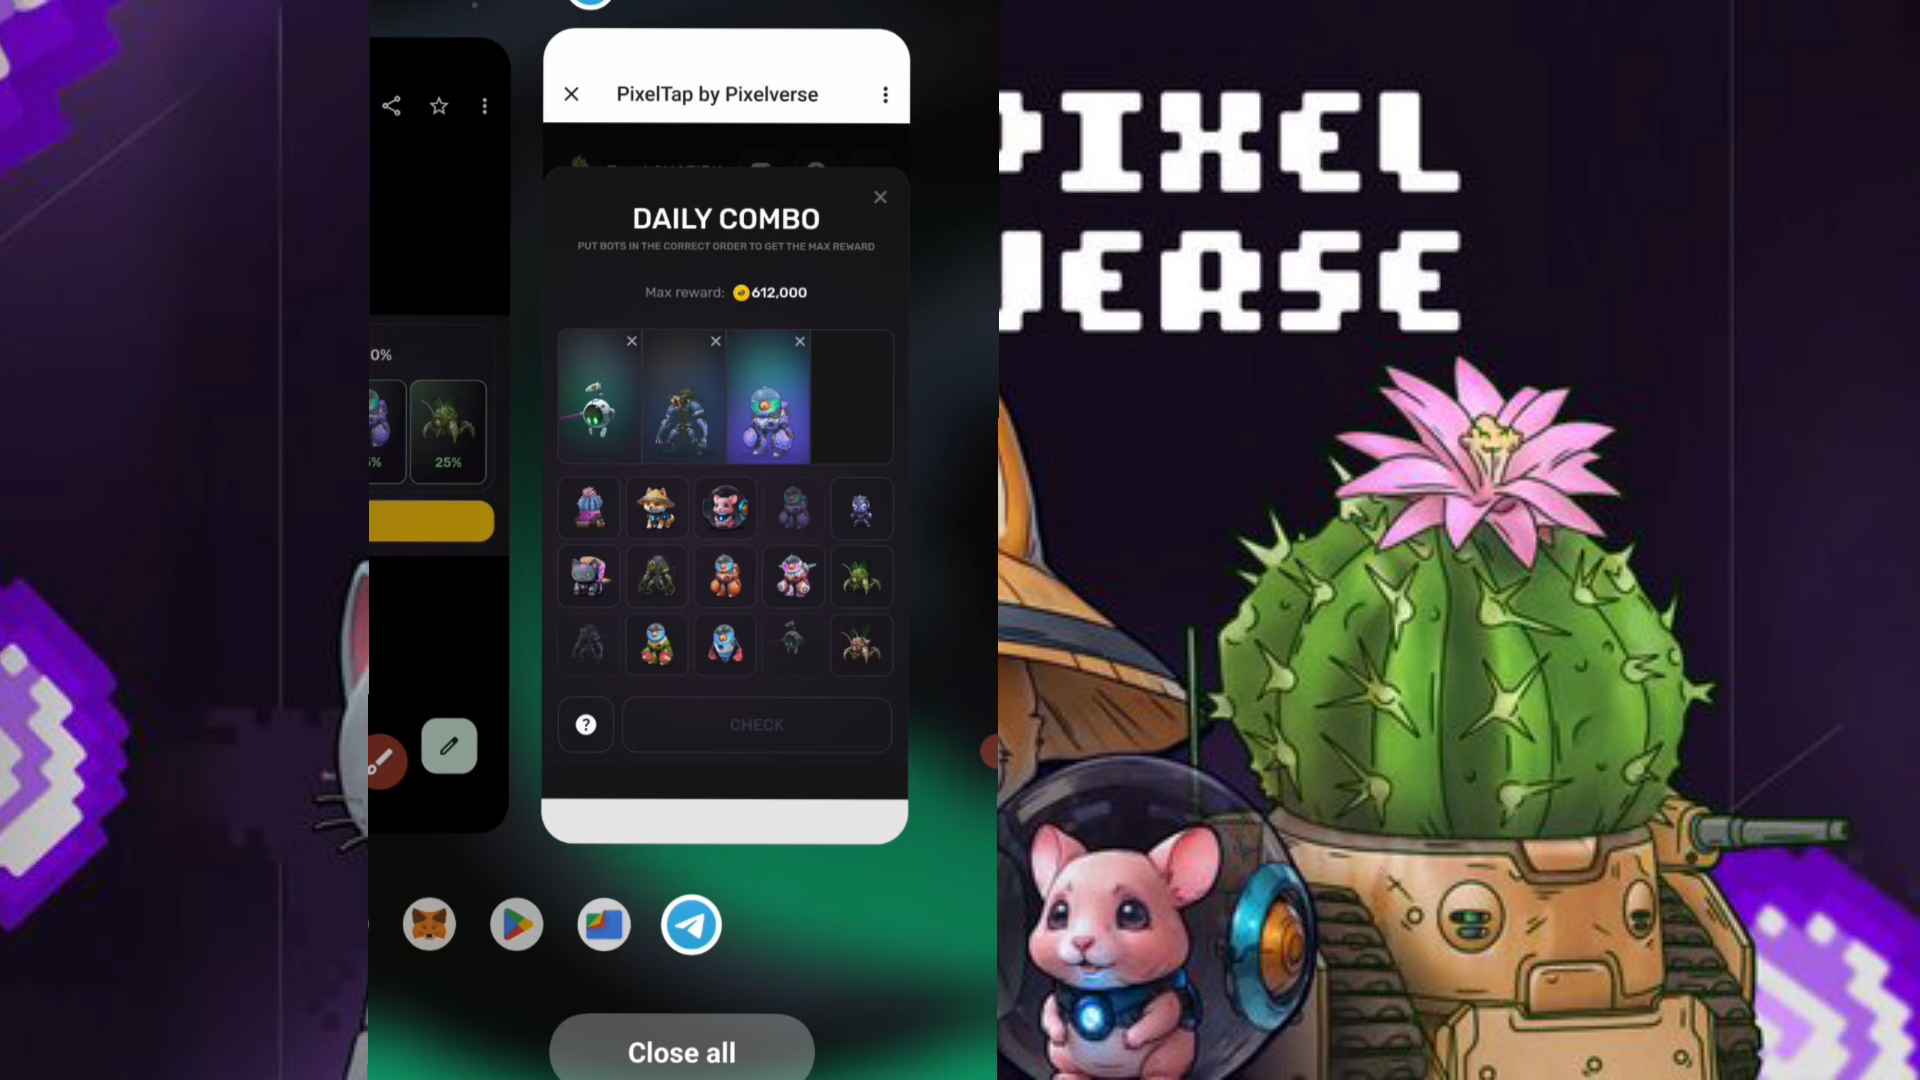 PixelTap by Pixelverse
DAILY COMBO
PUT BOTS IN THE CORRECT ORDER TO GET THE MAX REWARD
Max reward: 612,000
0%
25%
CHECK
?
Close all
PIXEL
VERSE